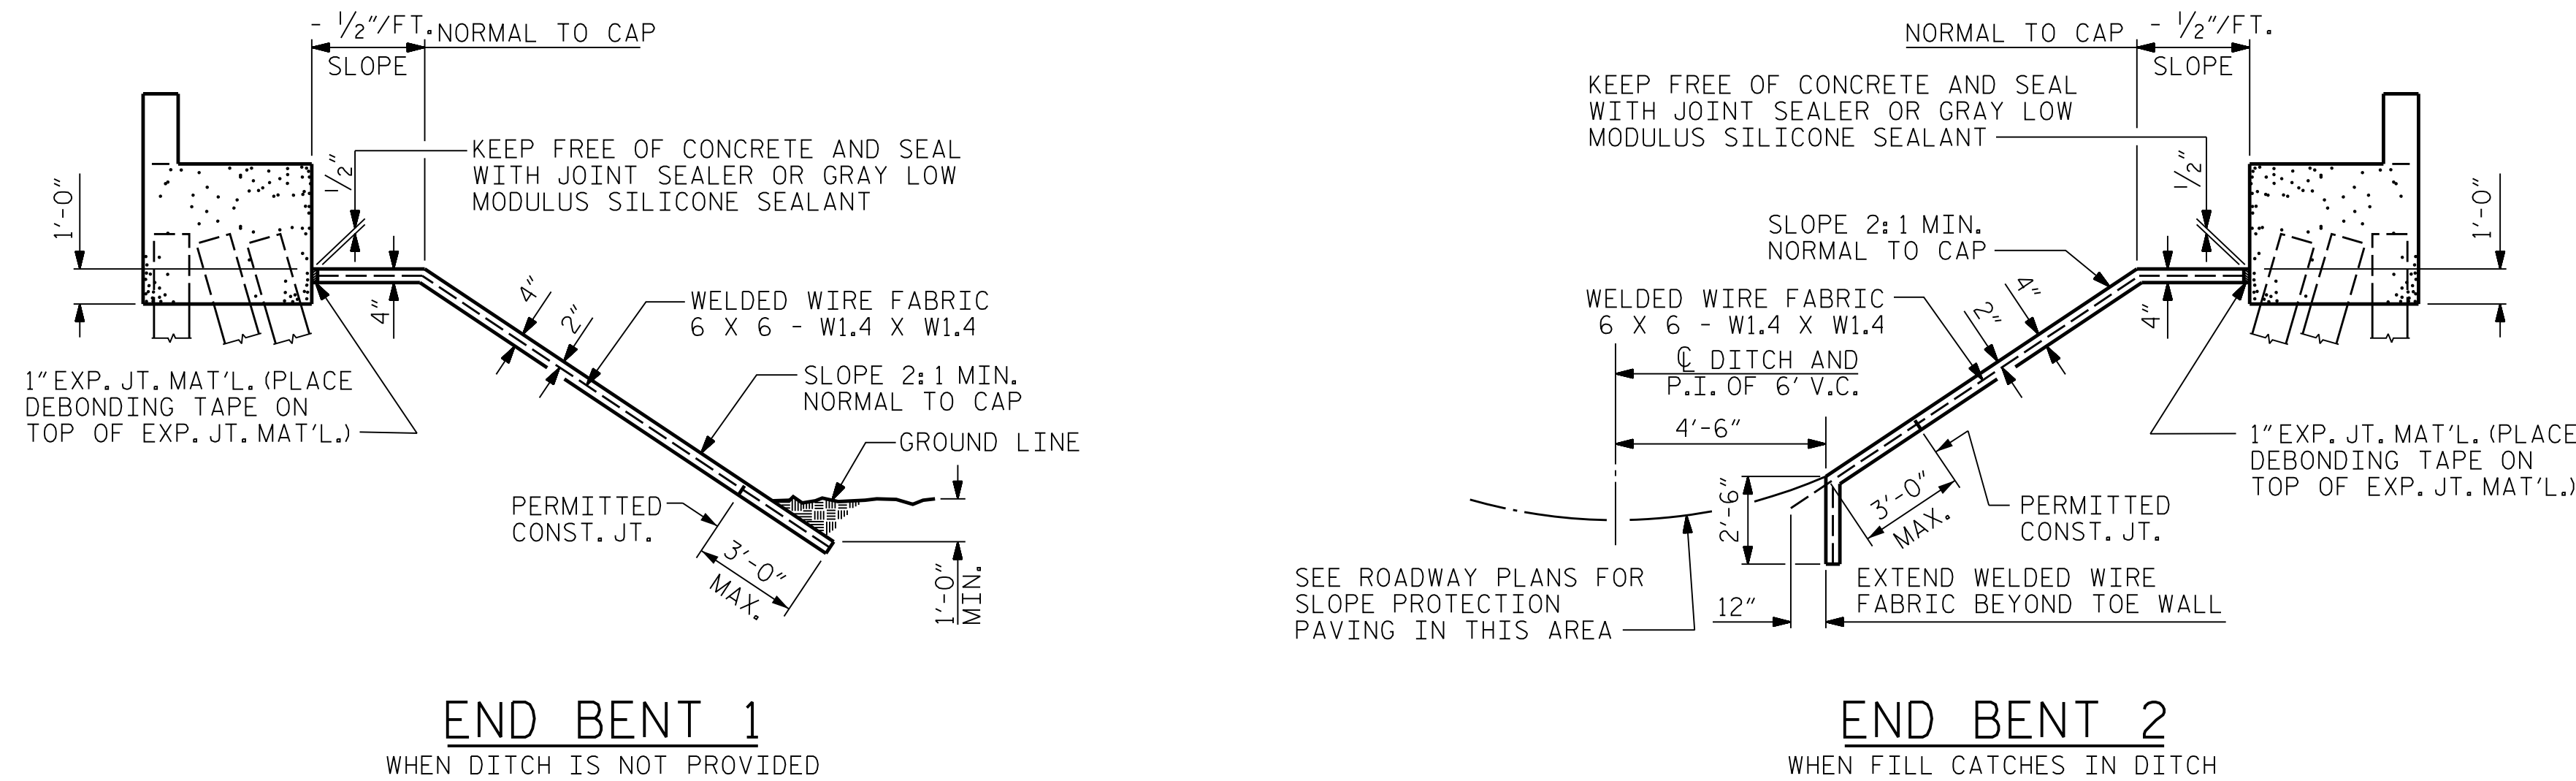 - 1/2"/FT.
NORMAL TO CAP
SLOPE
KEEP FREE OF CONCRETE AND SEAL
WITH JOINT SEALER OR GRAY LOW
MODULUS SILICONE SEALANT
1/2"
1'-0"
4"
4"
2"
WELDED WIRE FABRIC
6 X 6 - W1.4 X W1.4
SLOPE 2:1 MIN.
NORMAL TO CAP
GROUND LINE
1" EXP. JT. MAT'L. (PLACE
DEBONDING TAPE ON
TOP OF EXP. JT. MAT'L.)
PERMITTED
CONST. JT.
3'-0"
MAX.
1'-0"
MIN.
END BENT 1
WHEN DITCH IS NOT PROVIDED
NORMAL TO CAP
- 1/2"/FT.
SLOPE
KEEP FREE OF CONCRETE AND SEAL
WITH JOINT SEALER OR GRAY LOW
MODULUS SILICONE SEALANT
1/2"
1'-0"
SLOPE 2:1 MIN.
NORMAL TO CAP
WELDED WIRE FABRIC
6 X 6 - W1.4 X W1.4
4"
2"
4"
℄ DITCH AND
P.I. OF 6' V.C.
4'-6"
1" EXP. JT. MAT'L. (PLACE
DEBONDING TAPE ON
TOP OF EXP. JT. MAT'L.)
2'-6"
3'-0"
MAX.
PERMITTED
CONST. JT.
SEE ROADWAY PLANS FOR
SLOPE PROTECTION
PAVING IN THIS AREA
12"
EXTEND WELDED WIRE
FABRIC BEYOND TOE WALL
END BENT 2
WHEN FILL CATCHES IN DITCH